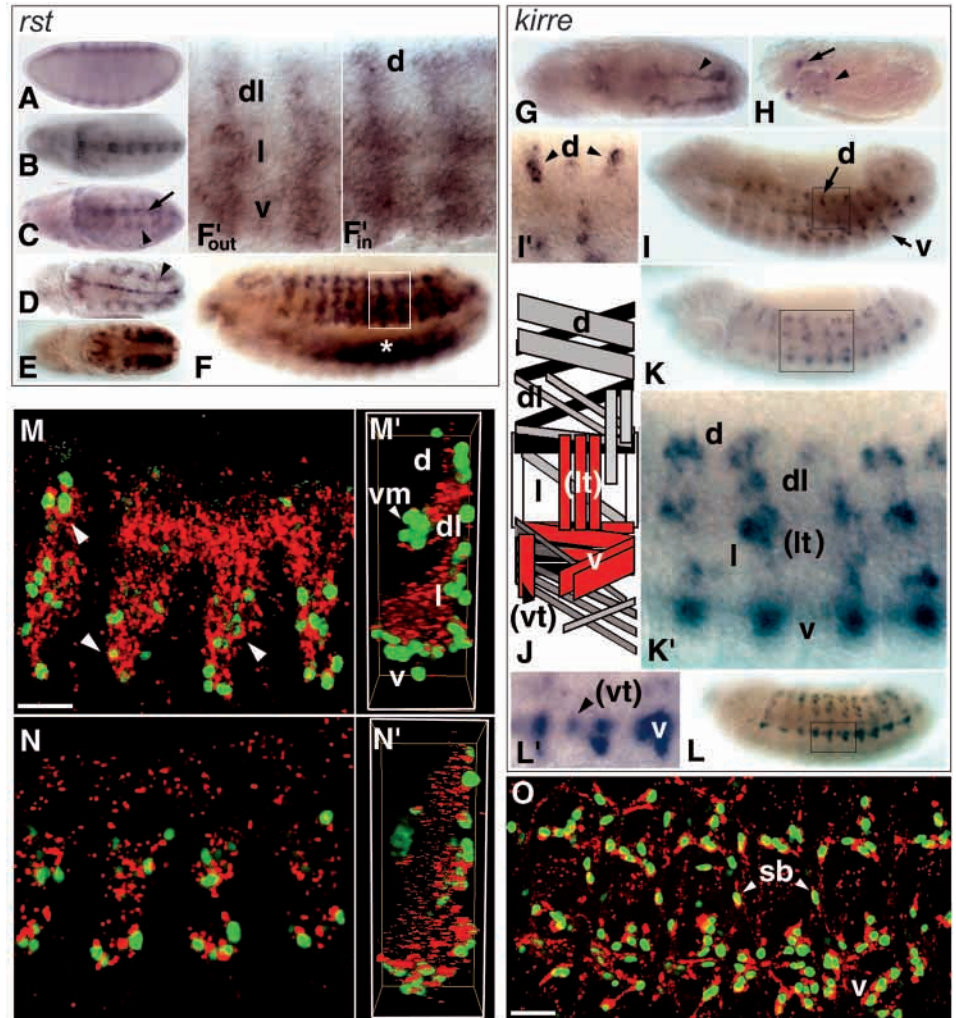 rst
A
B
C
D
E
dl
l
v
F'out
d
F'in
F
*
kirre
G
H
d
I'
d
v
I
d
dl
l
(lt)
v
(vt)
J
K
d
dl
(lt)
l
v
K'
(vt)
v
L'
L
M
M'
d
vm
dl
l
v
N
N'
O
sb
v